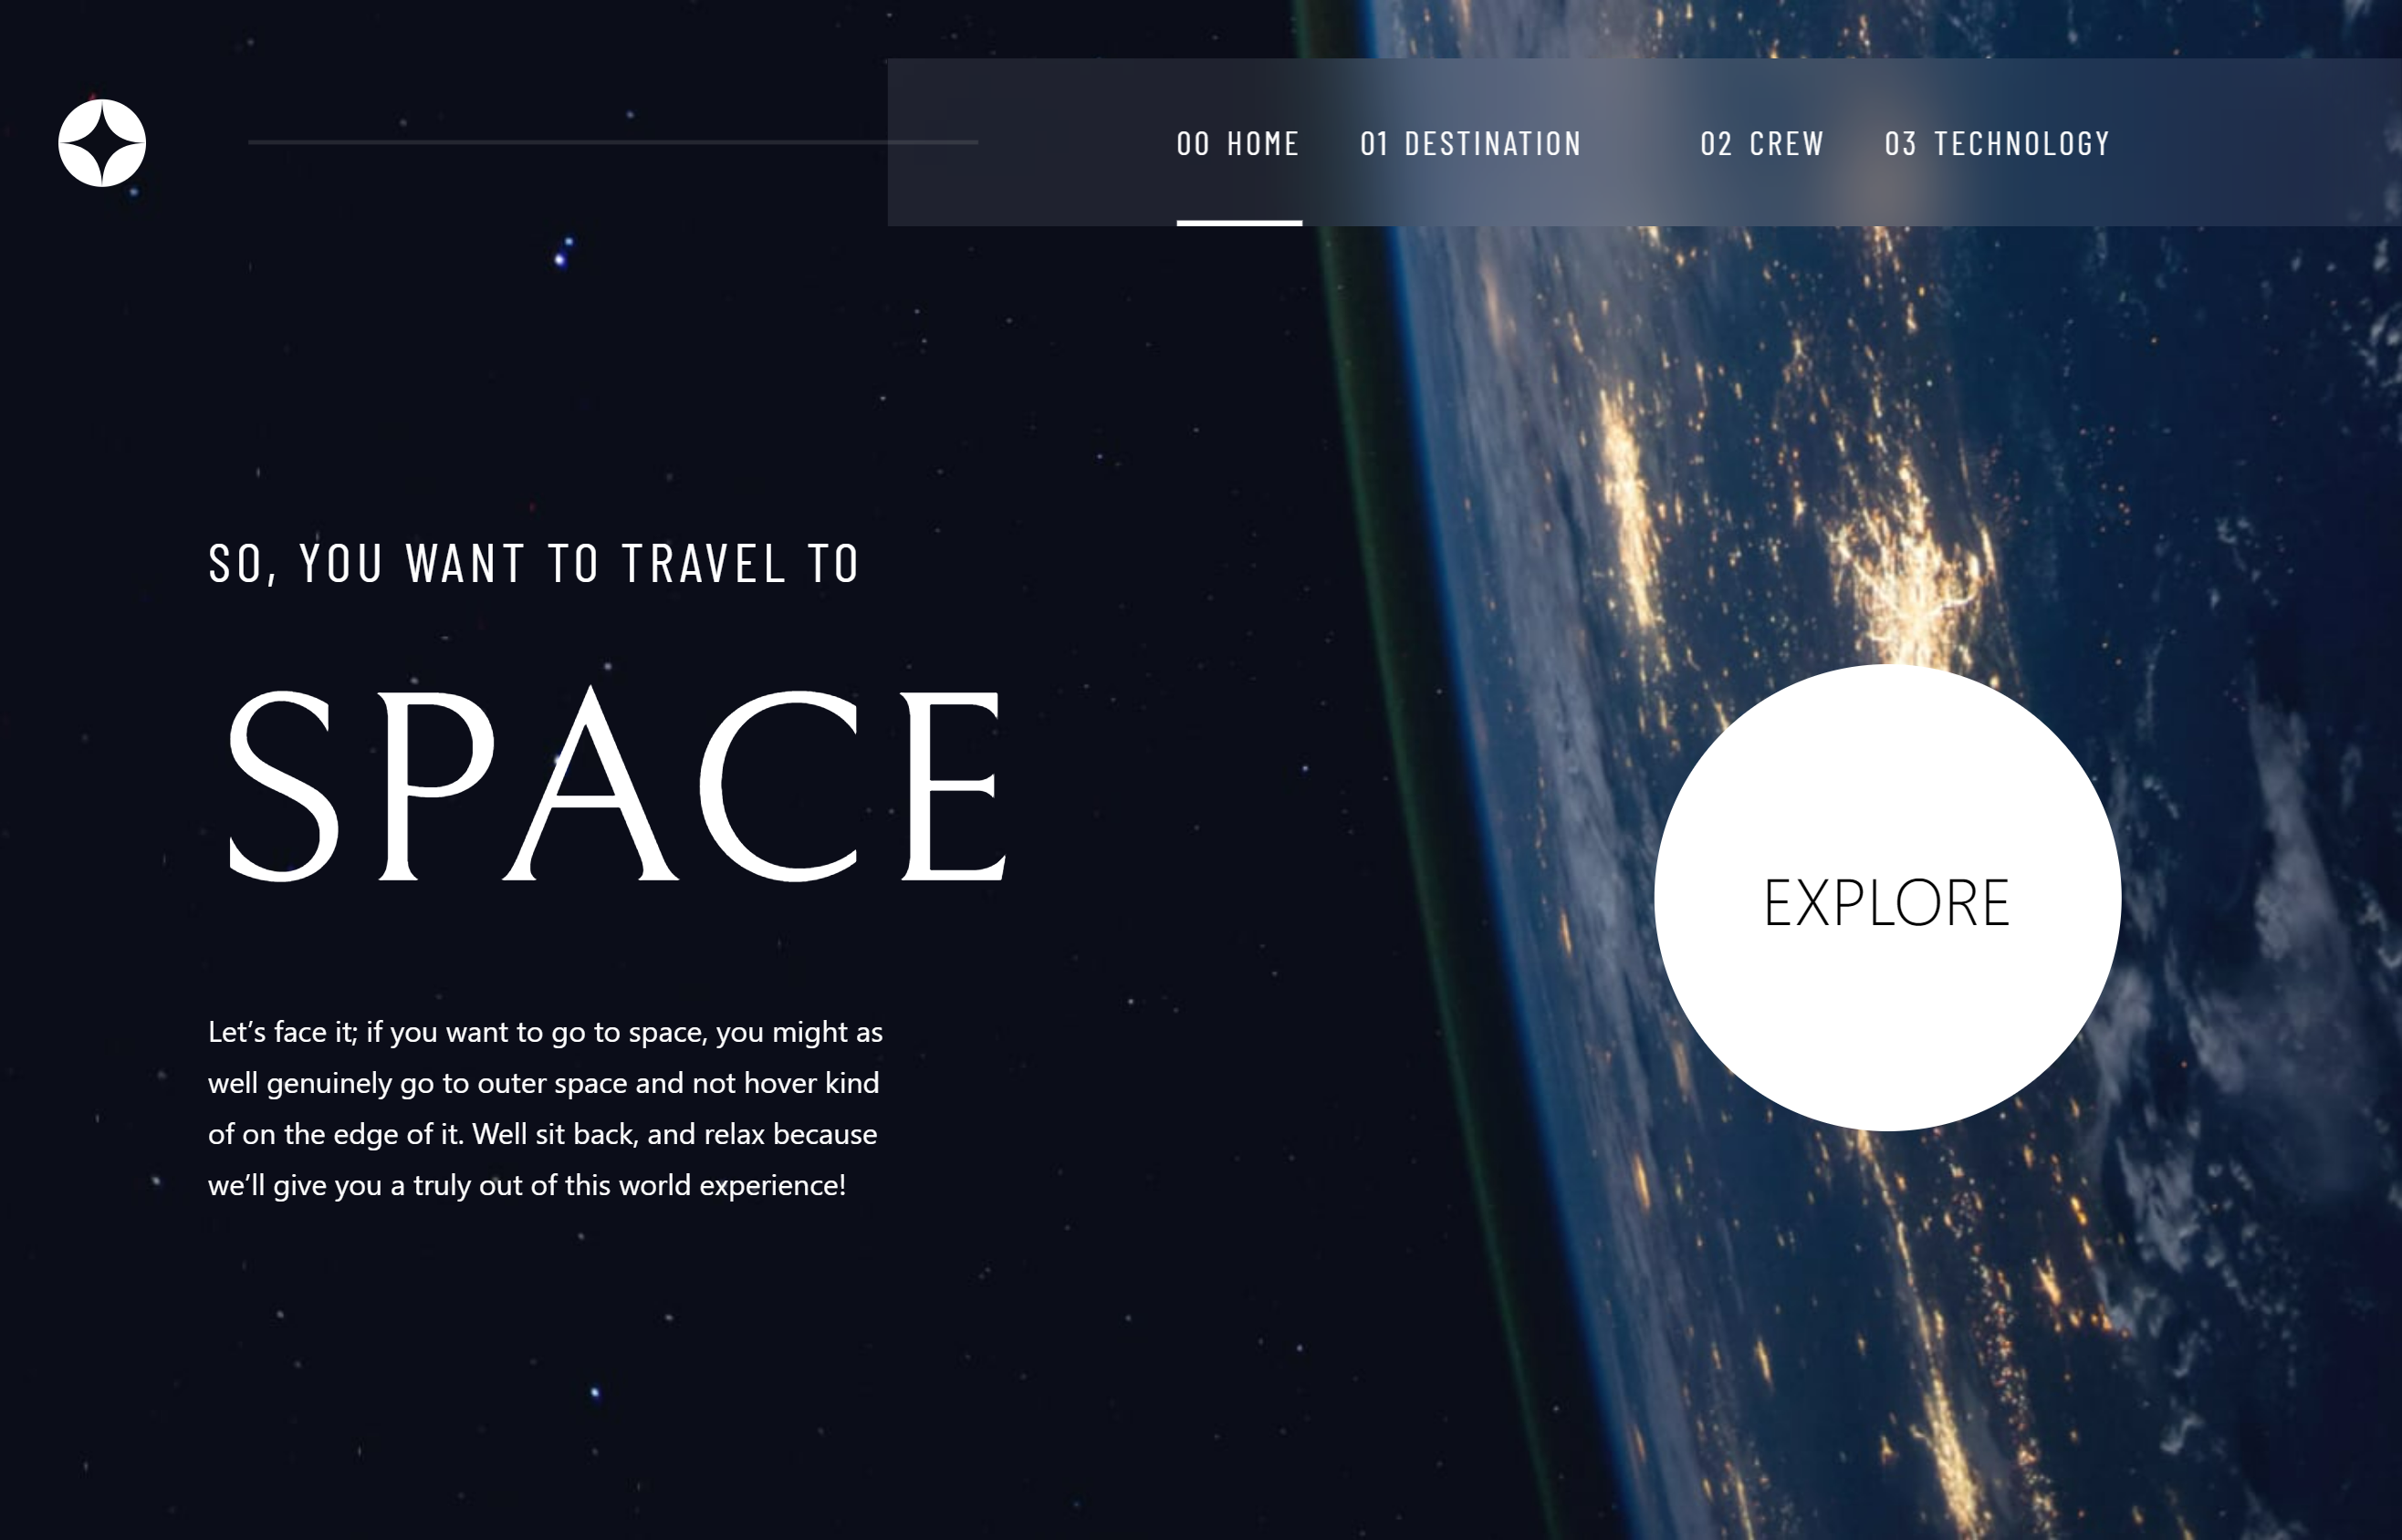 00 HOME 01 DESTINATION 02 CREW 03 TECHNOLOGY
SO, YOU WANT TO TRAVEL TO
SPACE
EXPLORE
Let’s face it; if you want to go to space, you might as
well genuinely go to outer space and not hover kind
of on the edge of it. Well sit back, and relax because
we’ll give you a truly out of this world experience!